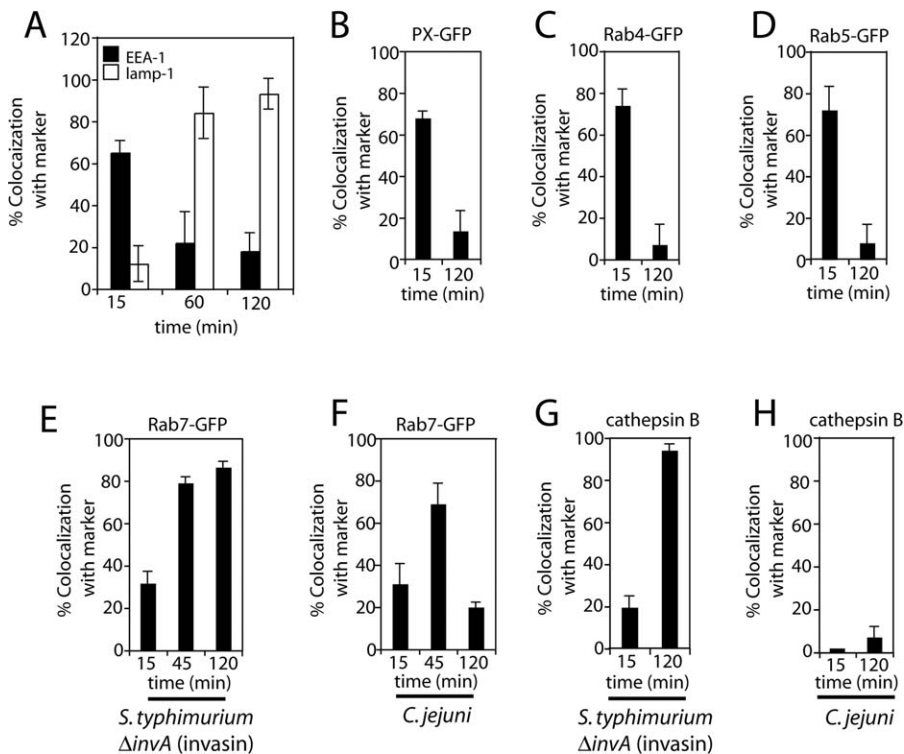 A
120
100
80
60
40
20
0
% Colocalization
with marker
EEA-1
lamp-1
15 60 120
time (min)
B
PX-GFP
100
80
60
40
20
0
% Colocalization
with marker
15 120
time (min)
C
Rab4-GFP
100
80
60
40
20
0
% Colocalization
with marker
15 120
time (min)
D
Rab5-GFP
100
80
60
40
20
0
% Colocalization
with marker
15 120
time (min)
E
Rab7-GFP
100
80
60
40
20
0
% Colocalization
with marker
15 45 120
time (min)
S. typhimurium
ΔinvA (invasin)
F
Rab7-GFP
100
80
60
40
20
0
% Colocalization
with marker
15 45 120
time (min)
C. jejuni
G
cathepsin B
100
80
60
40
20
0
% Colocalization
with marker
15 120
time (min)
S. typhimurium
ΔinvA (invasin)
H
cathepsin B
100
80
60
40
20
0
% Colocalization
with marker
15 120
time (min)
C. jejuni